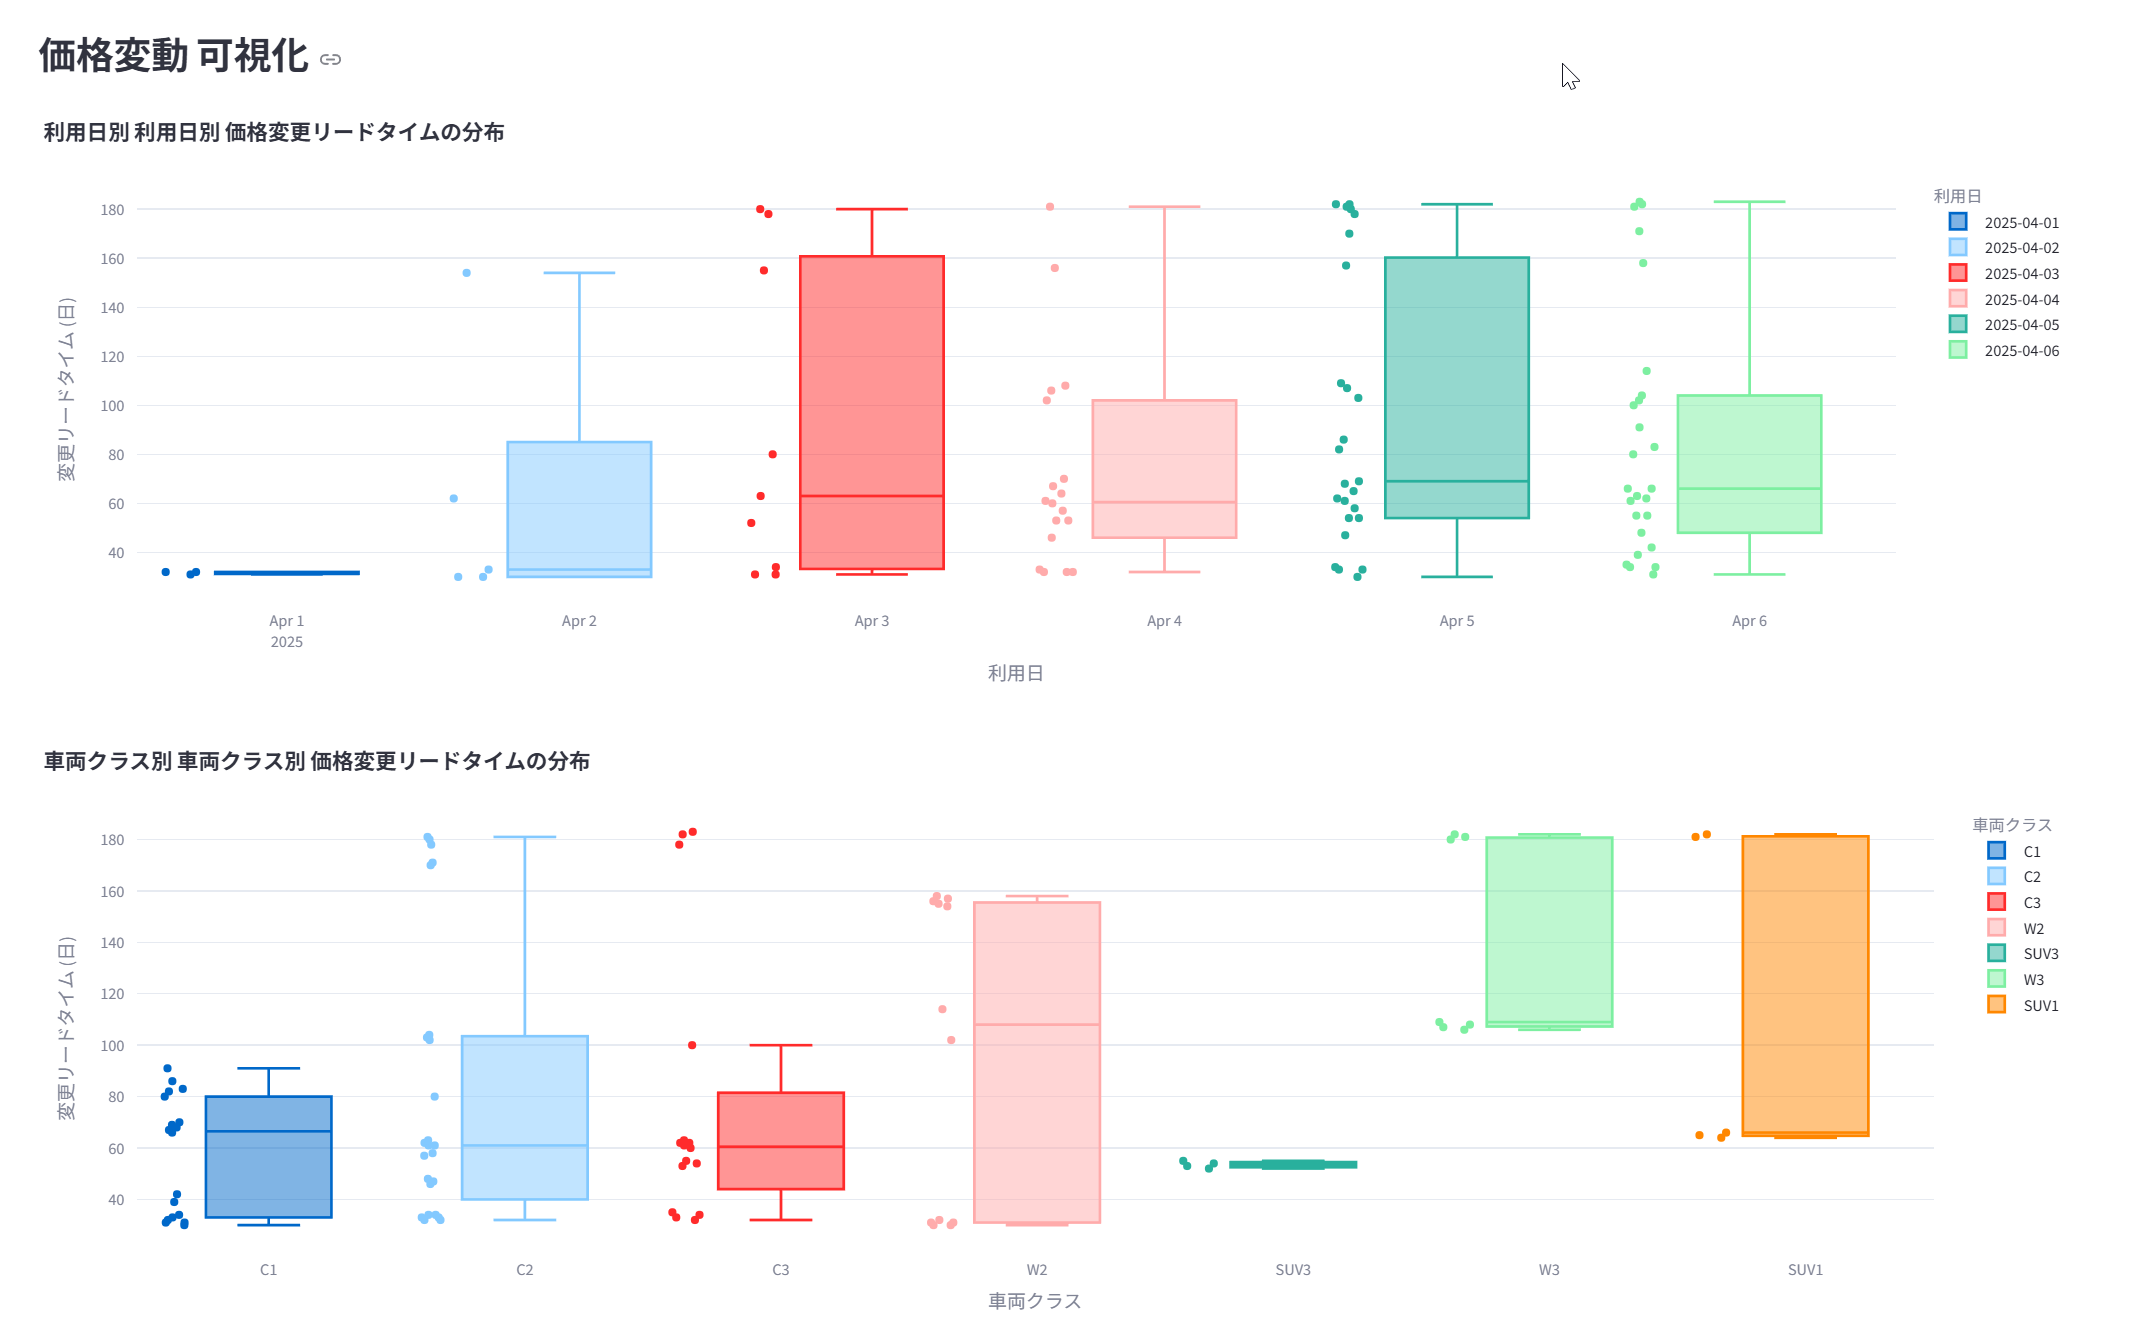 価格変動 可視化
利用日別 利用日別 価格変更リードタイムの分布
変更リードタイム (日)
180
160
140
120
100
80
60
40
Apr 1
2025
Apr 2
Apr 3
Apr 4
Apr 5
Apr 6
利用日
利用日
2025-04-01
2025-04-02
2025-04-03
2025-04-04
2025-04-05
2025-04-06
車両クラス別 車両クラス別 価格変更リードタイムの分布
変更リードタイム (日)
180
160
140
120
100
80
60
40
C1
C2
C3
W2
SUV3
W3
SUV1
車両クラス
車両クラス
C1
C2
C3
W2
SUV3
W3
SUV1